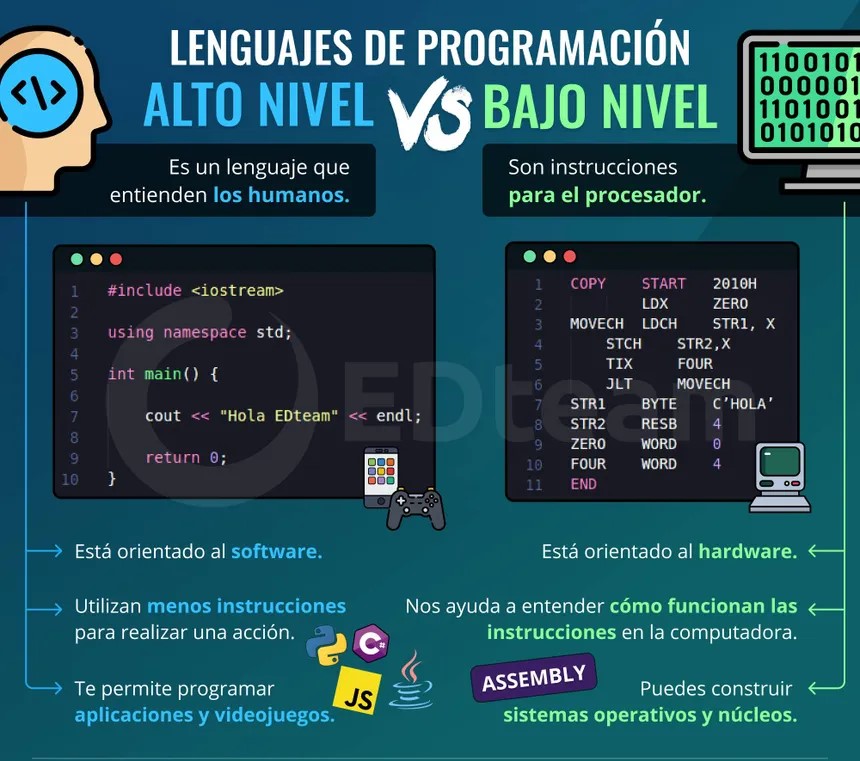 LENGUAJES DE PROGRAMACIÓN
ALTO NIVEL VS BAJO NIVEL
</>
1100101
000001
1101001
0101010
Es un lenguaje que
entienden los humanos.
Son instrucciones
para el procesador.
1 #include <iostream>
2
3 using namespace std;
4
5 int main() {
6
7 cout << "Hola EDteam" << endl;
8
9 return 0;
10 }
1 COPY START 2010H
2 LDX ZERO
3 MOVECH LDCH STR1, X
4 STCH STR2,X
5 TIX FOUR
6 JLT MOVECH
7 STR1 BYTE C’HOLA’
8 STR2 RESB 4
9 ZERO WORD 0
10 FOUR WORD 4
11 END
EDteam
Está orientado al software.
Utilizan menos instrucciones
para realizar una acción.
C#
Te permite programar
aplicaciones y videojuegos.
JS
Está orientado al hardware.
Nos ayuda a entender cómo funcionan las
instrucciones en la computadora.
ASSEMBLY
Puedes construir
sistemas operativos y núcleos.